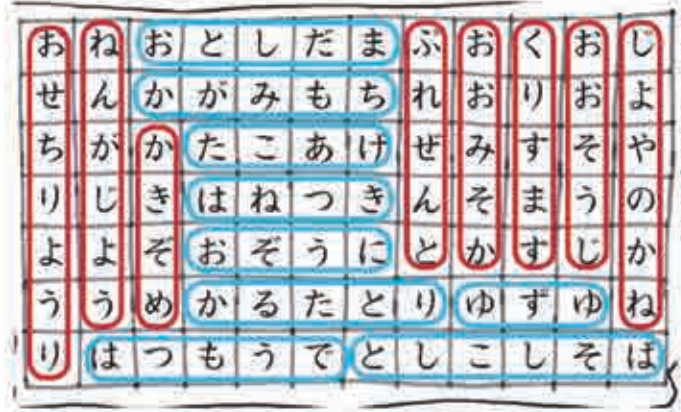 おねおとしだまぷおくおし
せんかがみもちれおりおよ
ちがかたこあげぜみすそや
りじきはねつきんそまうの
よよぞおぞうにとかすじか
ううめかるたとりゆずゆね
りはつもうでとしこしそば